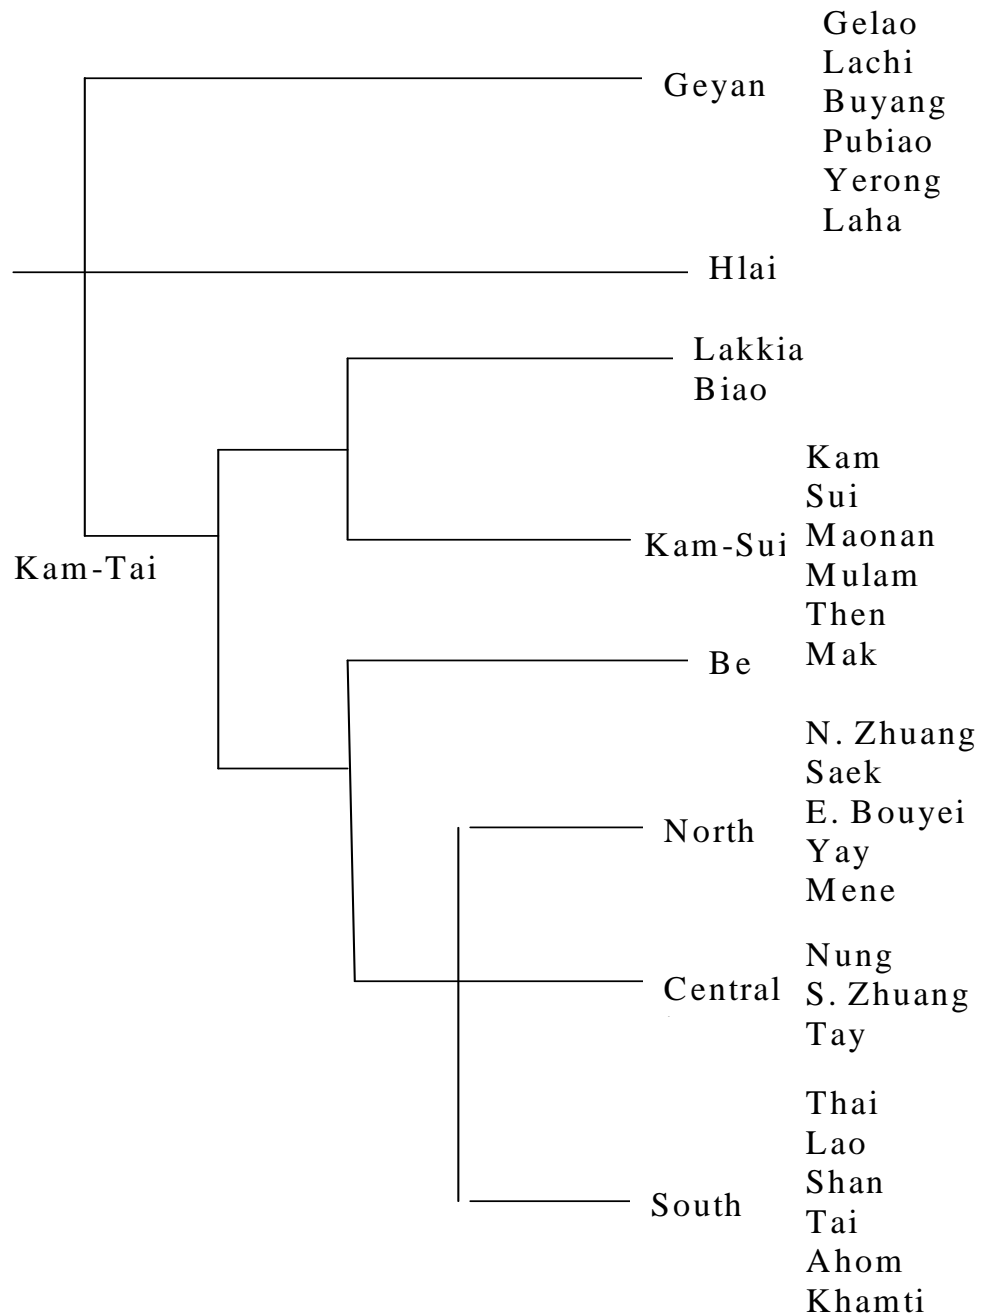 Geyan
Gelao
Lachi
Buyang
Pubiao
Yerong
Laha
Hlai
Lakkia
Biao
Kam-Tai
Kam-Sui
Kam
Sui
Maonan
Mulam
Then
Mak
Be
North
N. Zhuang
Saek
E. Bouyei
Yay
Mene
Central
Nung
S. Zhuang
Tay
South
Thai
Lao
Shan
Tai
Ahom
Khamti